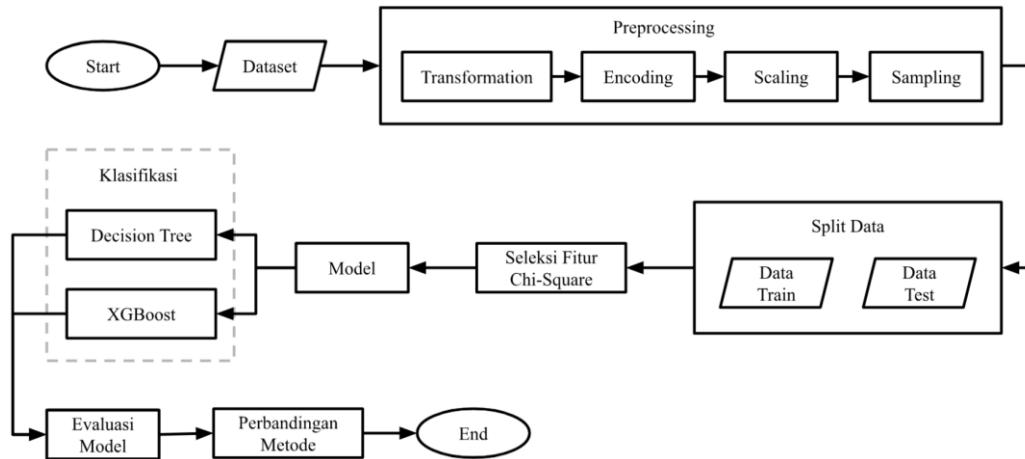 Preprocessing
Start
Dataset
Transformation
Encoding
Scaling
Sampling
Klasifikasi
Decision Tree
XGBoost
Model
Seleksi Fitur
Chi-Square
Split Data
Data
Train
Data
Test
Evaluasi
Model
Perbandingan
Metode
End